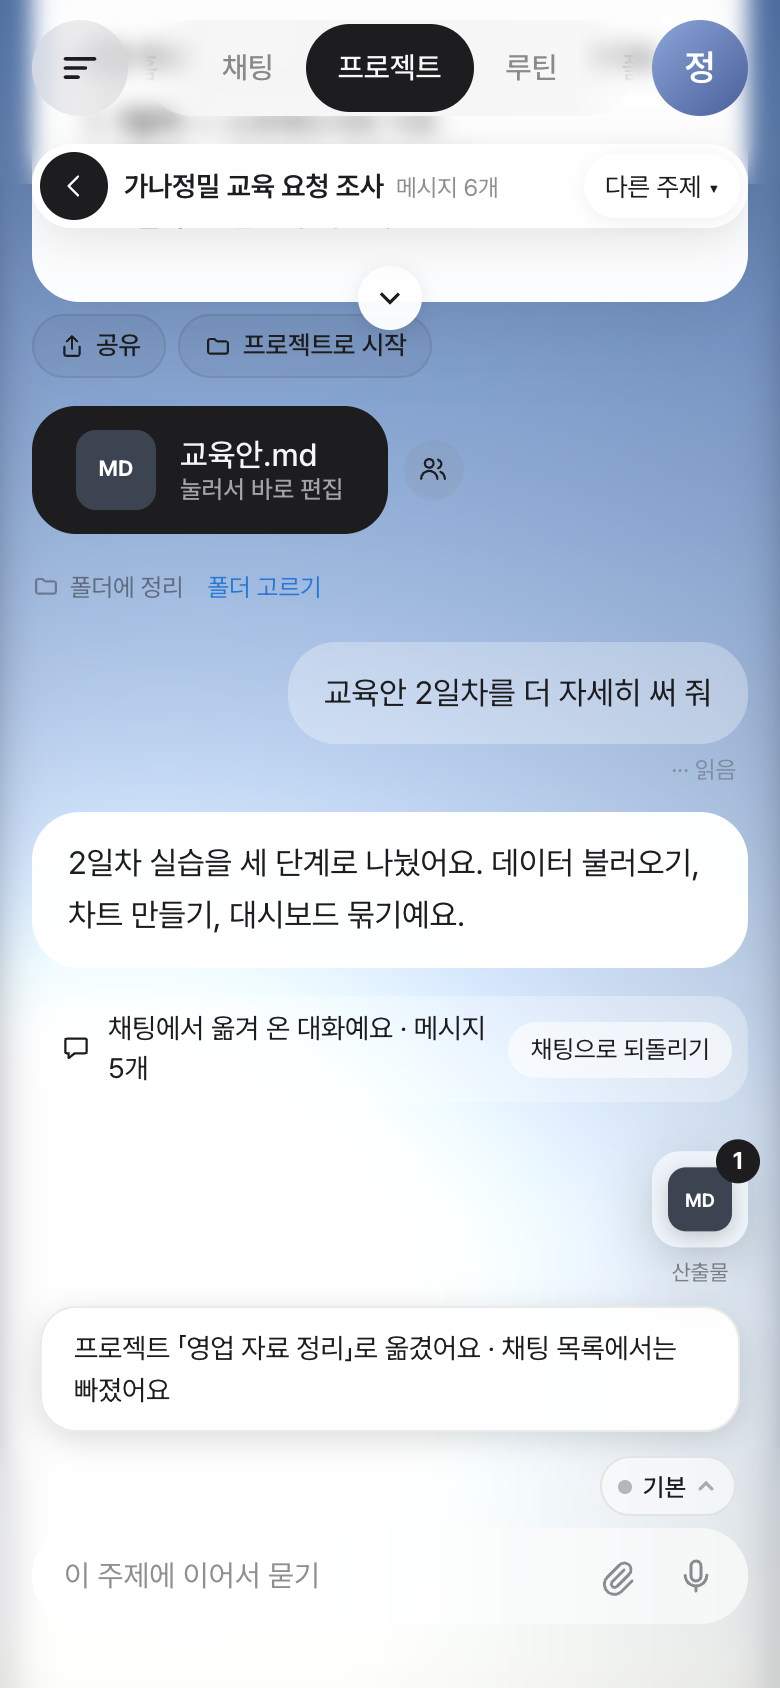 채팅
프로젝트
루틴
정
가나정밀 교육 요청 조사 메시지 6개
다른 주제 ▾
공유
프로젝트로 시작
MD
교육안.md
눌러서 바로 편집
폴더에 정리 폴더 고르기
교육안 2일차를 더 자세히 써 줘
··· 읽음
2일차 실습을 세 단계로 나눴어요. 데이터 불러오기,
차트 만들기, 대시보드 묶기예요.
채팅에서 옮겨 온 대화예요 · 메시지
5개
채팅으로 되돌리기
1
MD
산출물
프로젝트 「영업 자료 정리」로 옮겼어요 · 채팅 목록에서는
빠졌어요
기본
이 주제에 이어서 묻기